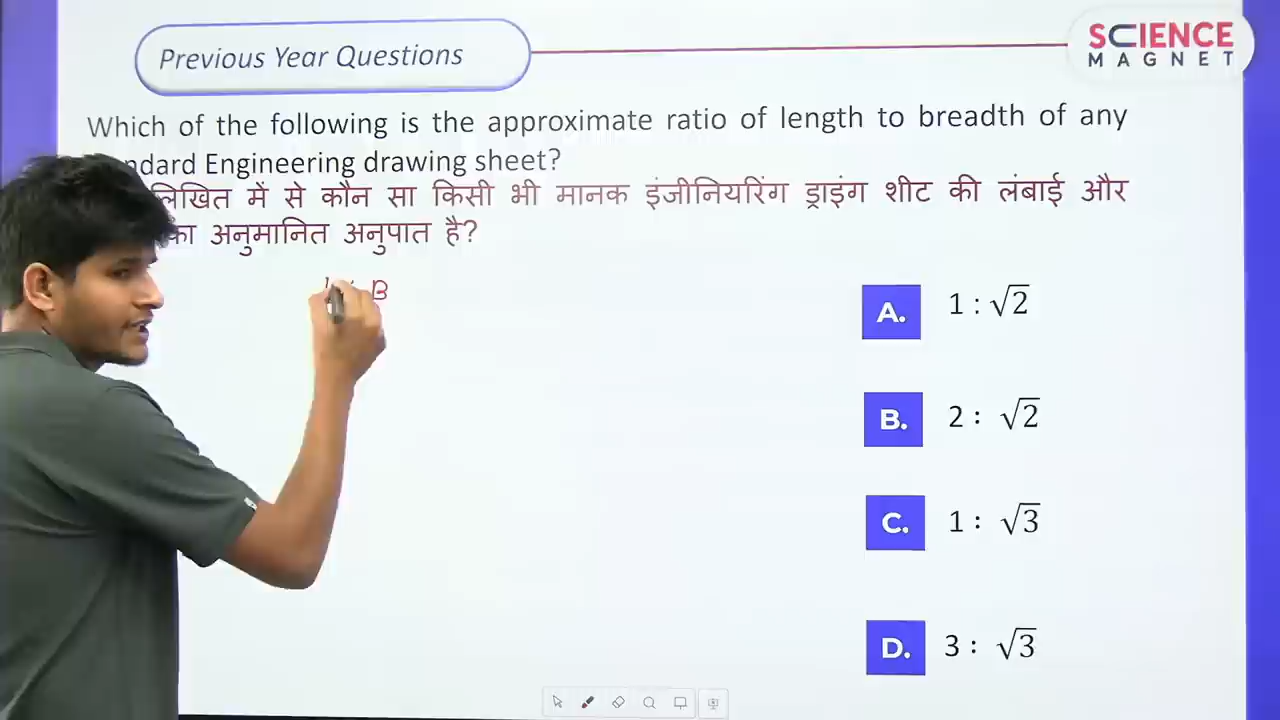 Previous Year Questions
SCIENCE
MAGNET
Which of the following is the approximate ratio of length to breadth of any
Engineering drawing sheet?
में से कौन सा किसी भी मानक इंजीनियरिंग ड्राइंग शीट की लंबाई और
का अनुमानित अनुपात है?
B
A. 1 : √2
B. 2 : √2
C. 1 : √3
D. 3 : √3